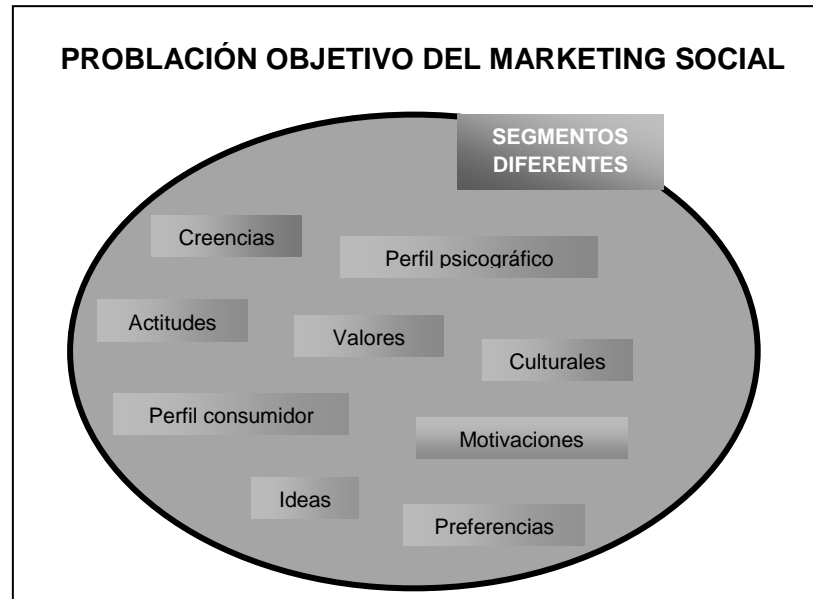 PROBLACIÓN OBJETIVO DEL MARKETING SOCIAL
SEGMENTOS
DIFERENTES
Creencias
Perfil psicográfico
Actitudes
Valores
Culturales
Perfil consumidor
Motivaciones
Ideas
Preferencias